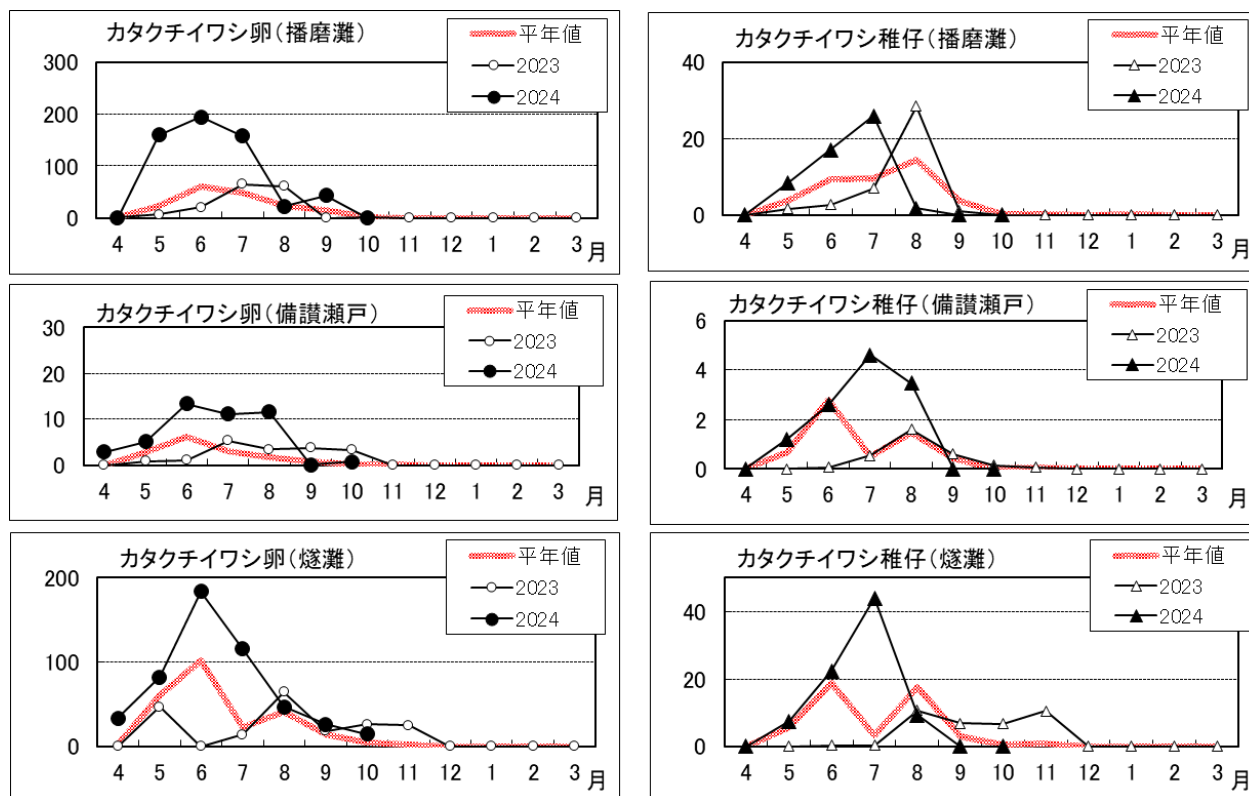 カタクチイワシ卵(播磨灘)
平年値
2023
2024
300
200
100
0
4 5 6 7 8 9 10 11 12 1 2 3 月
カタクチイワシ稚仔(播磨灘)
平年値
2023
2024
40
20
0
4 5 6 7 8 9 10 11 12 1 2 3 月
カタクチイワシ卵(備讃瀬戸)
平年値
2023
2024
30
20
10
0
4 5 6 7 8 9 10 11 12 1 2 3 月
カタクチイワシ稚仔(備讃瀬戸)
平年値
2023
2024
6
4
2
0
4 5 6 7 8 9 10 11 12 1 2 3 月
カタクチイワシ卵(燧灘)
平年値
2023
2024
200
100
0
4 5 6 7 8 9 10 11 12 1 2 3 月
カタクチイワシ稚仔(燧灘)
平年値
2023
2024
40
20
0
4 5 6 7 8 9 10 11 12 1 2 3 月